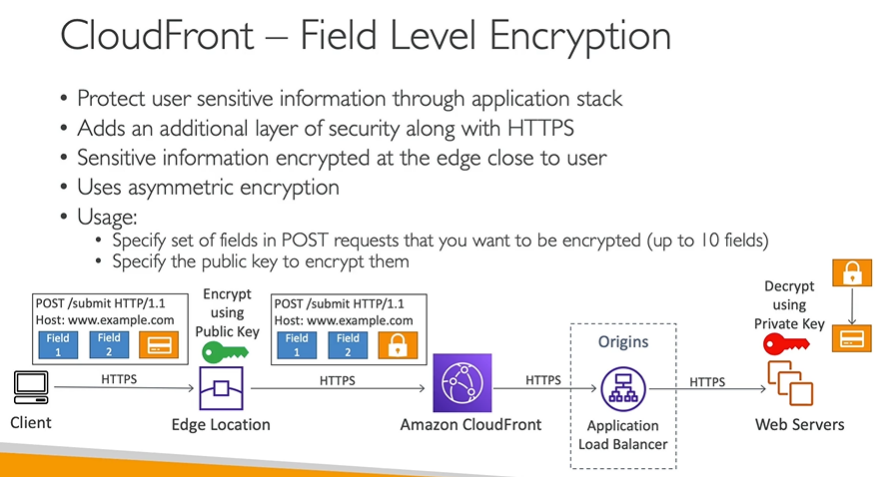 CloudFront – Field Level Encryption
• Protect user sensitive information through application stack
• Adds an additional layer of security along with HTTPS
• Sensitive information encrypted at the edge close to user
• Uses asymmetric encryption
• Usage:
• Specify set of fields in POST requests that you want to be encrypted (up to 10 fields)
• Specify the public key to encrypt them
POST /submit HTTP/1.1
Host: www.example.com
Field
1
Field
2
Encrypt
using
Public Key
POST /submit HTTP/1.1
Host: www.example.com
Field
1
Field
2
Origins
Decrypt
using
Private Key
HTTPS
HTTPS
HTTPS
HTTPS
Client
Edge Location
Amazon CloudFront
Application
Load Balancer
Web Servers